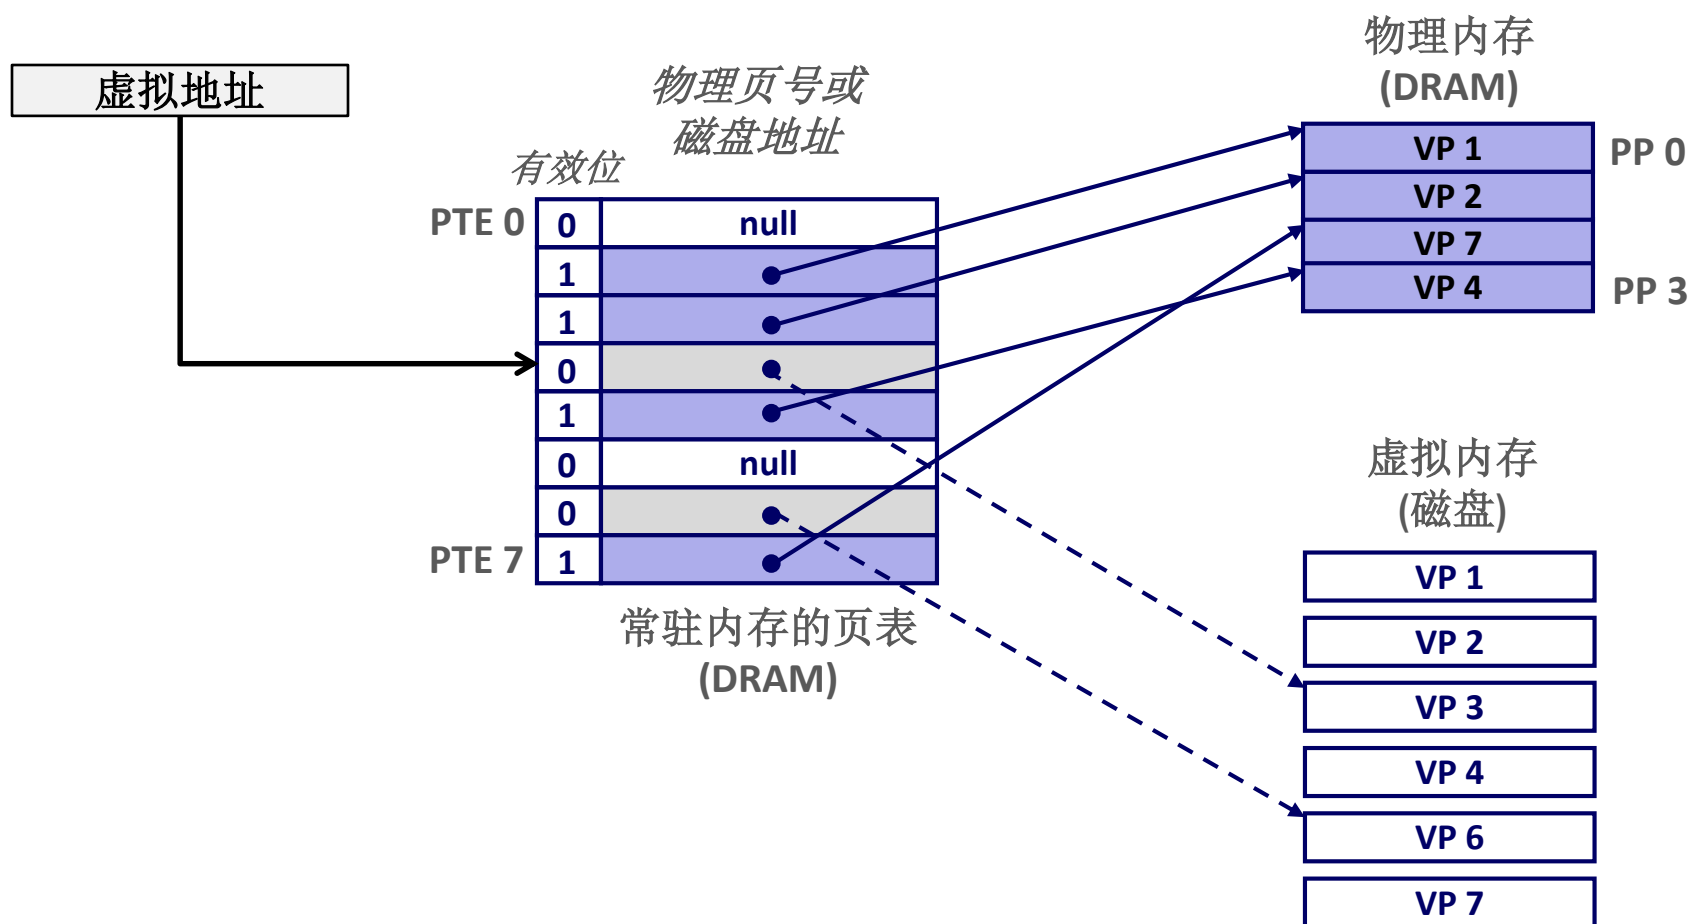 虚拟地址
物理页号或
磁盘地址
有效位
PTE 0
0 null
1
1
0
1
0 null
0
PTE 7 1
常驻内存的页表
(DRAM)
物理内存
(DRAM)
VP 1 PP 0
VP 2
VP 7
VP 4 PP 3
虚拟内存
(磁盘)
VP 1
VP 2
VP 3
VP 4
VP 6
VP 7